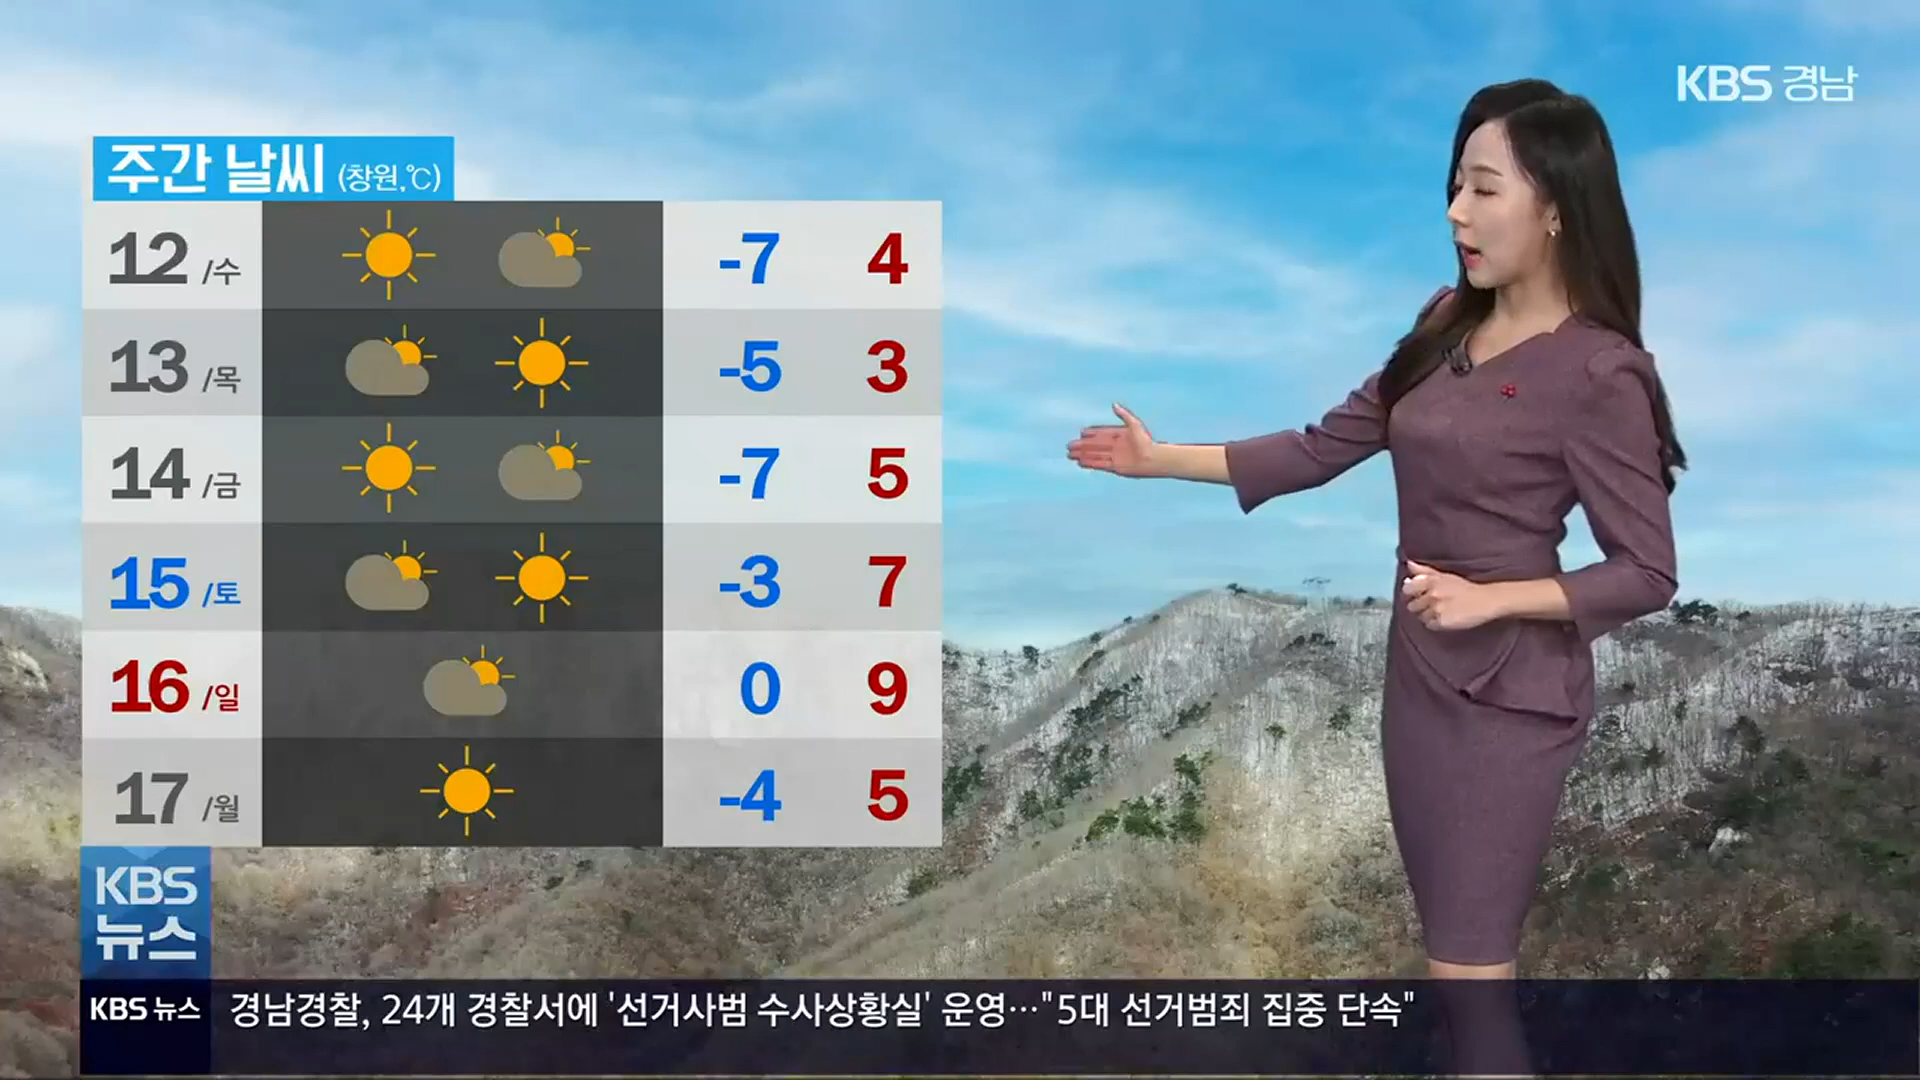 KBS 경남
주간 날씨 (창원,℃)
12 /수 -7 4
13 /목 -5 3
14 /금 -7 5
15 /토 -3 7
16 /일 0 9
17 /월 -4 5
KBS
뉴스
KBS 뉴스 경남경찰, 24개 경찰서에 '선거사범 수사상황실' 운영…"5대 선거범죄 집중 단속"